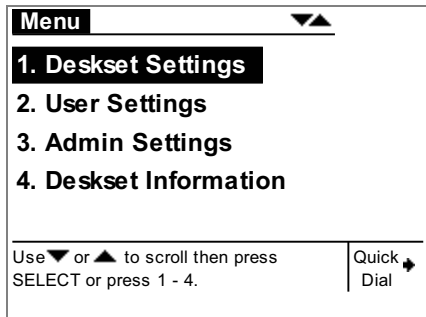 Menu ▼▲
1. Deskset Settings
2. User Settings
3. Admin Settings
4. Deskset Information
Use ▼ or ▲ to scroll then press
SELECT or press 1 - 4.
Quick
Dial